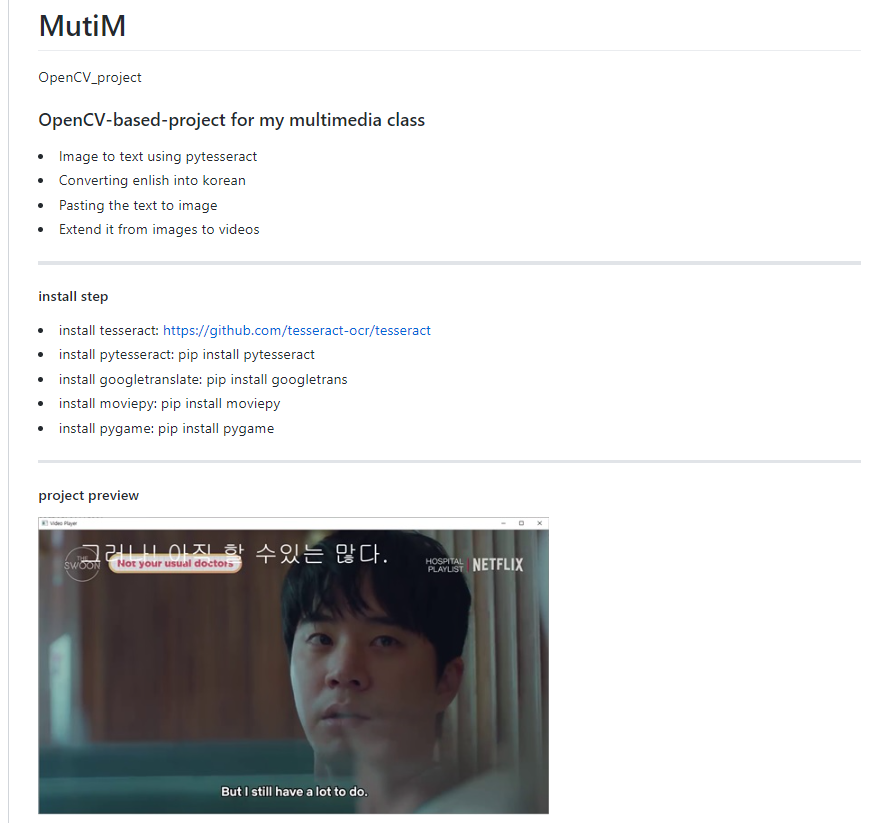 MutiM
OpenCV_project
OpenCV-based-project for my multimedia class
Image to text using pytesseract
Converting enlish into korean
Pasting the text to image
Extend it from images to videos
install step
install tesseract: https://github.com/tesseract-ocr/tesseract
install pytesseract: pip install pytesseract
install googletranslate: pip install googletrans
install moviepy: pip install moviepy
install pygame: pip install pygame
project preview
Video Player
그러나! 아직 할 수있는 많다.
THE
SWOON
Not your usual doctors
HOSPITAL
PLAYLIST
NETFLIX
But I still have a lot to do.